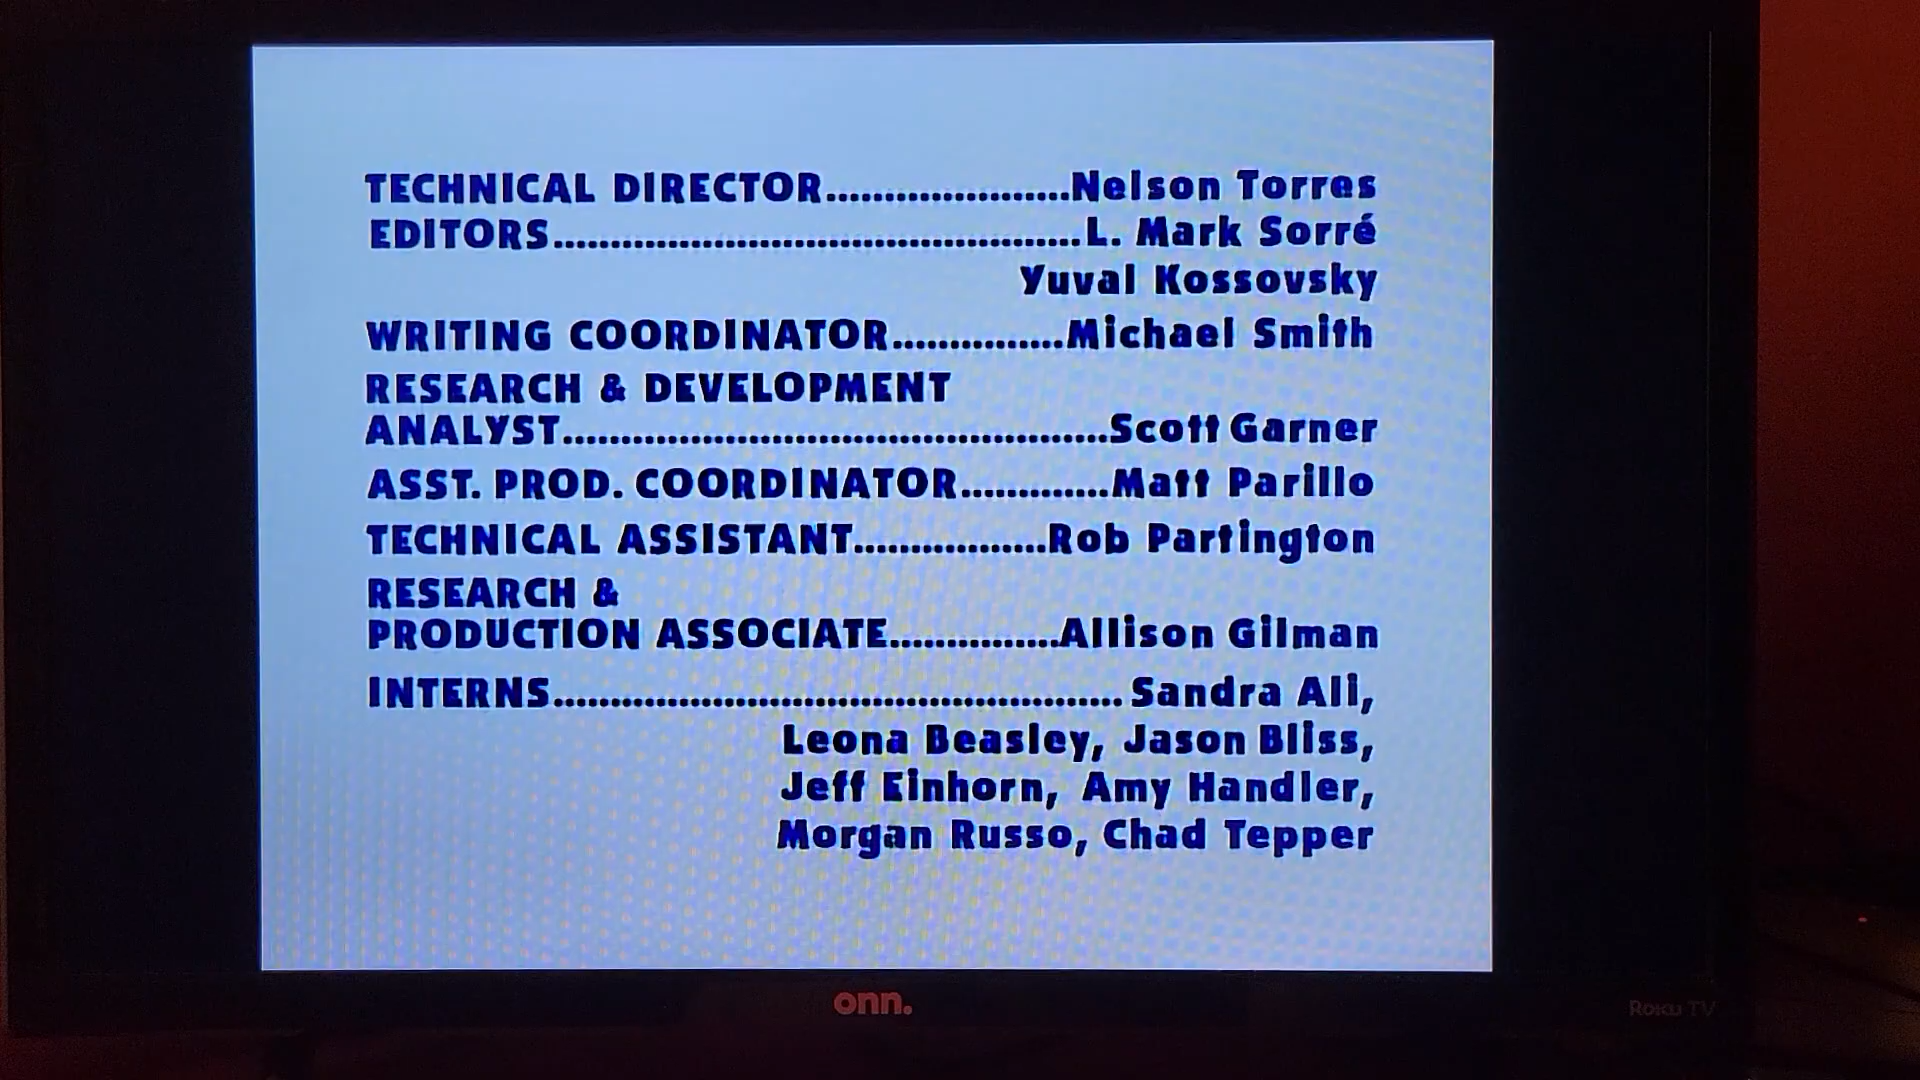 TECHNICAL DIRECTOR.....................Nelson Torres
EDITORS..............................................L. Mark Sorré
Yuval Kossovsky
WRITING COORDINATOR...............Michael Smith
RESEARCH & DEVELOPMENT
ANALYST...............................................Scott Garner
ASST. PROD. COORDINATOR.............Matt Parillo
TECHNICAL ASSISTANT.................Rob Partington
RESEARCH &
PRODUCTION ASSOCIATE...............Allison Gilman
INTERNS.................................................. Sandra Ali,
Leona Beasley, Jason Bliss,
Jeff Einhorn, Amy Handler,
Morgan Russo, Chad Tepper
onn.
Roku TV